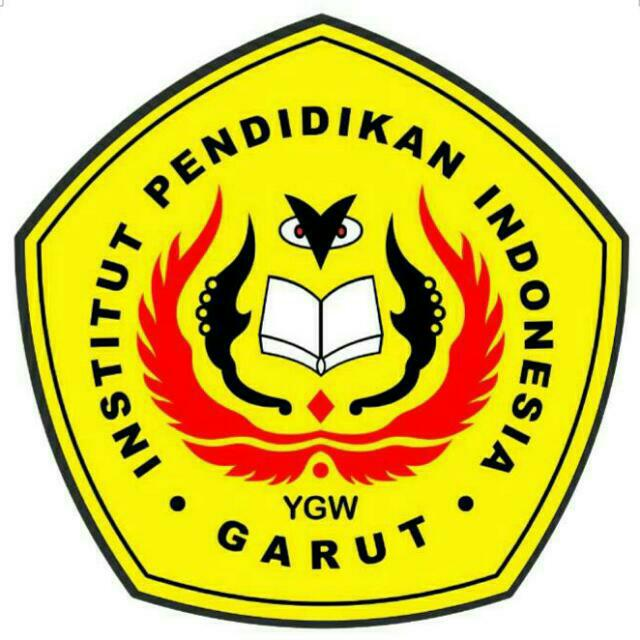 INSTITUT PENDIDIKAN INDONESIA
YGW
• GARUT •